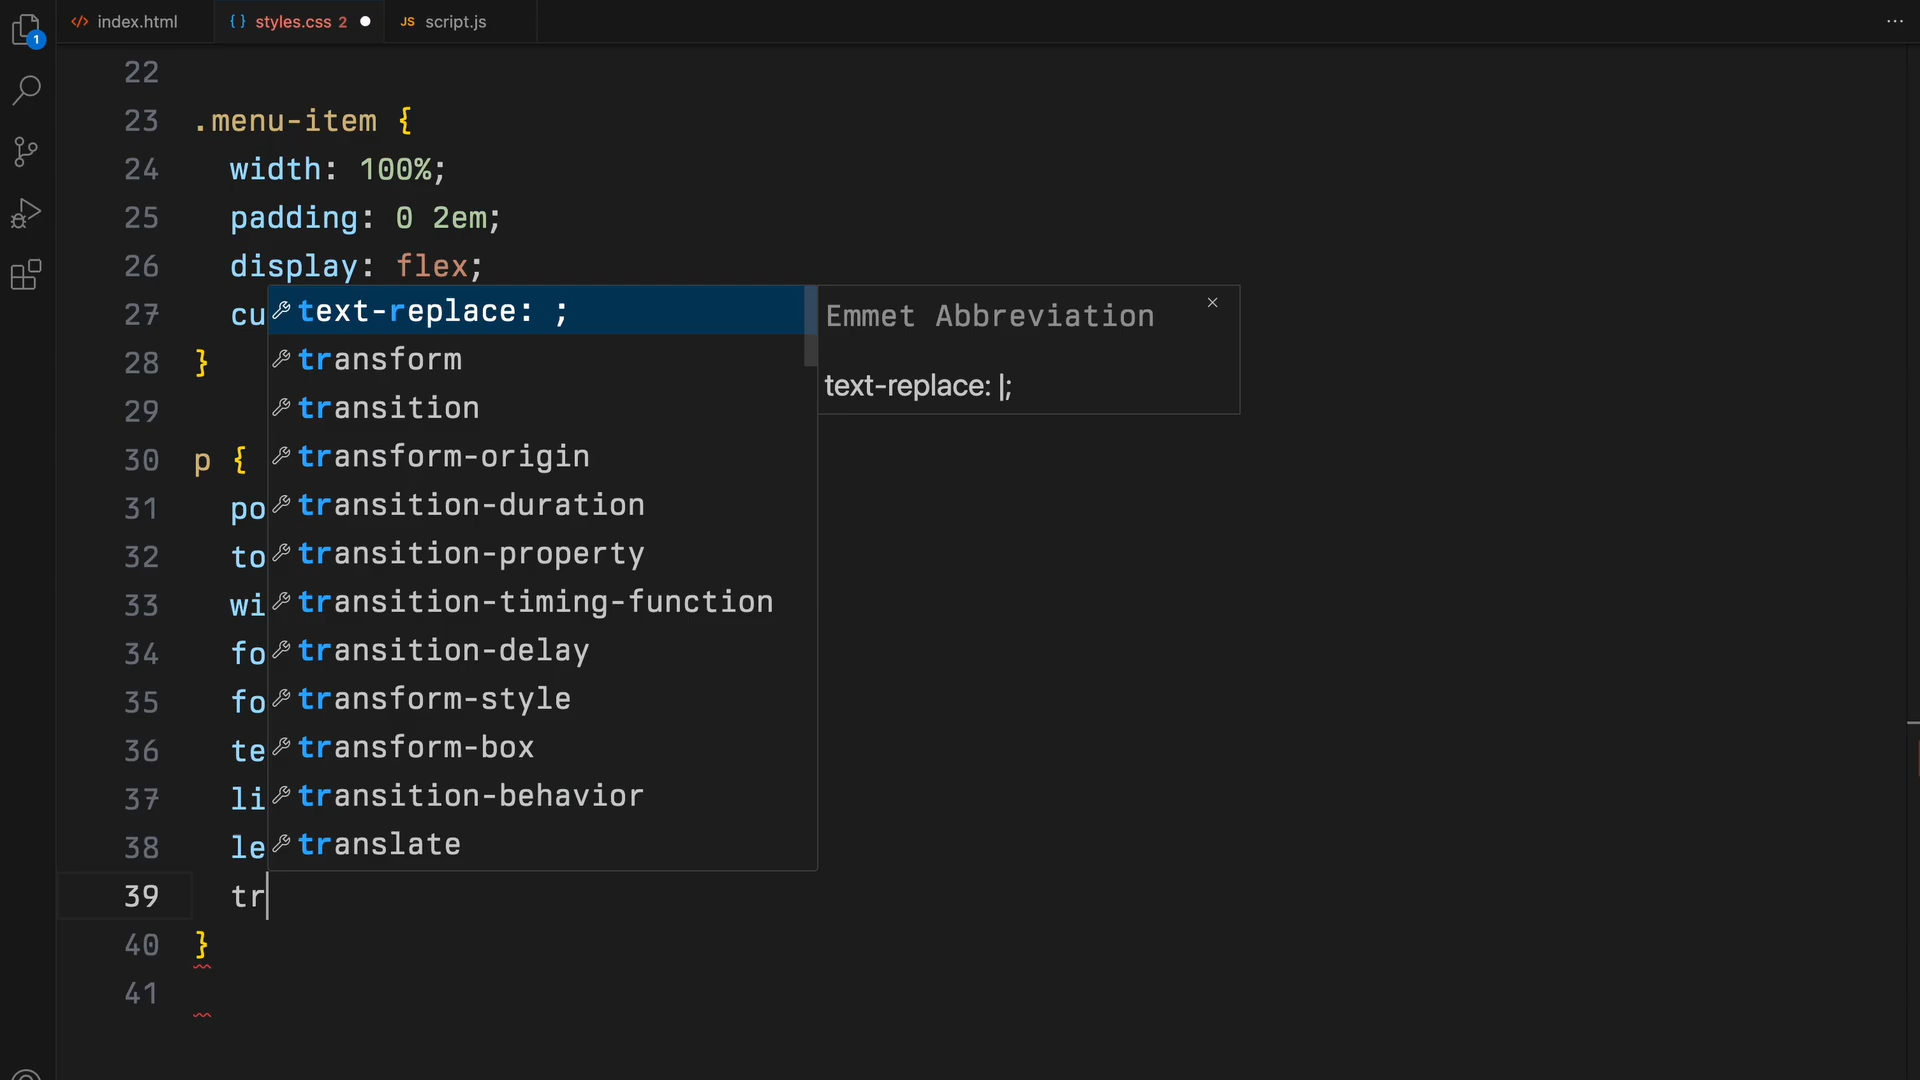 1
index.html
styles.css 2
JS script.js
22
23 .menu-item {
24 width: 100%;
25 padding: 0 2em;
26 display: flex;
27 cu
28 }
29
30 p {
31 po
32 to
33 wi
34 fo
35 fo
36 te
37 li
38 le
39 tr
40 }
41
text-replace: ;
transform
transition
transform-origin
transition-duration
transition-property
transition-timing-function
transition-delay
transform-style
transform-box
transition-behavior
translate
Emmet Abbreviation
text-replace: |;